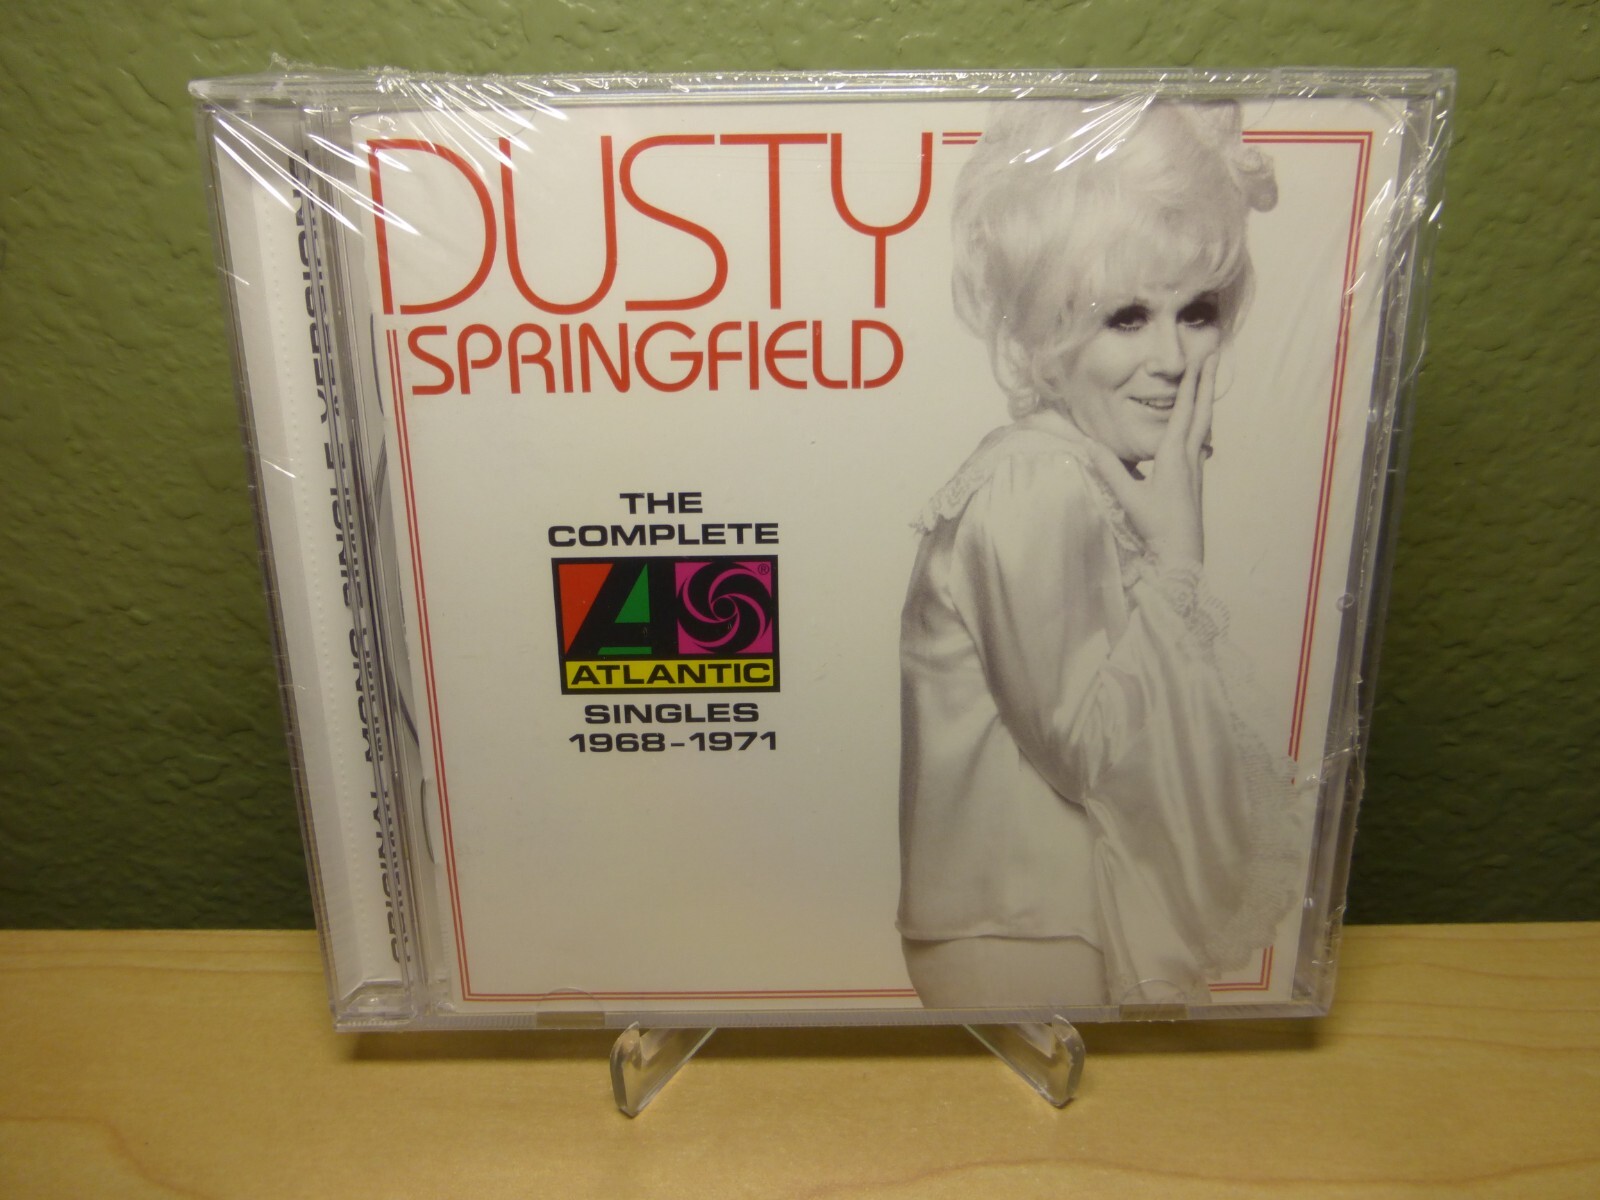 DUSTY
SPRINGFIELD
THE
COMPLETE
ATLANTIC
®
SINGLES
1968-1971
ORIGINAL MONO SINGLE VERSIONS